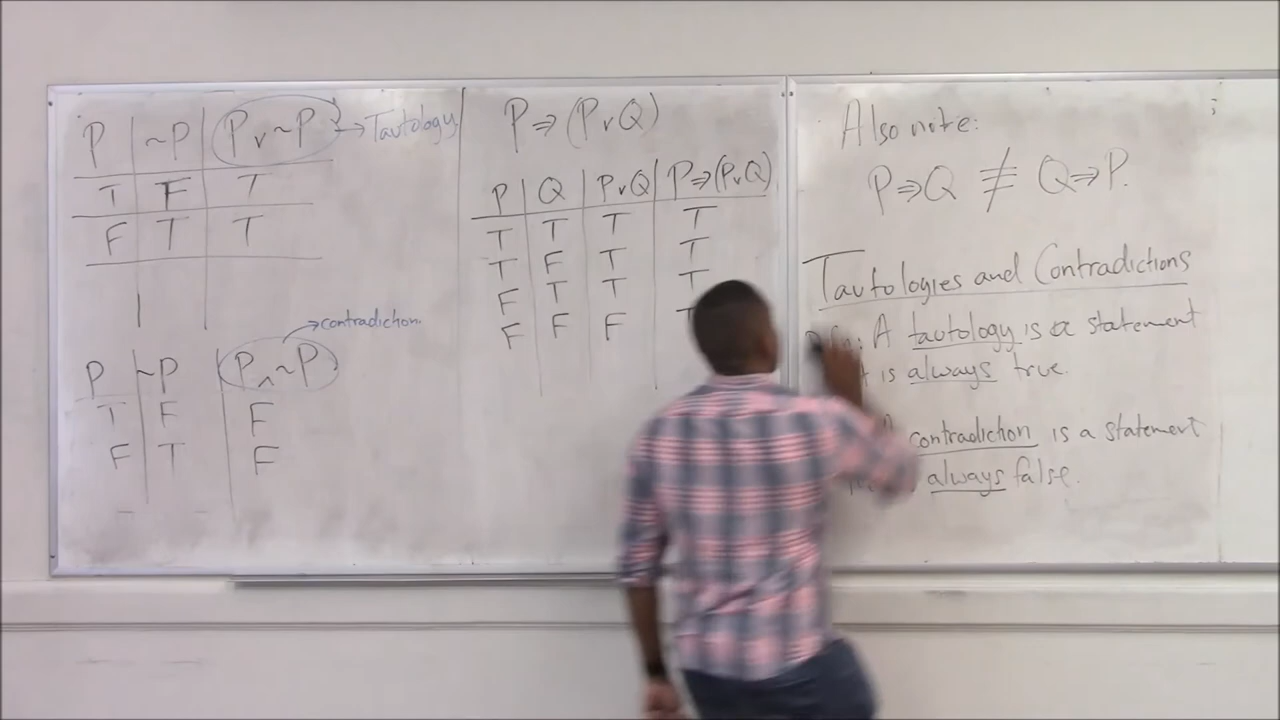 P ~P P∨~P → Tautology
T F T
F T T
→ contradiction
P ~P P∧~P
T F F
F T F
P⇒(P∨Q)
P Q P∨Q P⇒(P∨Q)
T T T T
T F T T
F T T T
F F F T
Also note:
P⇒Q ≢ Q⇒P.
Tautologies and Contradictions
: A tautology is a statement
is always true.
contradiction is a statement
always false.